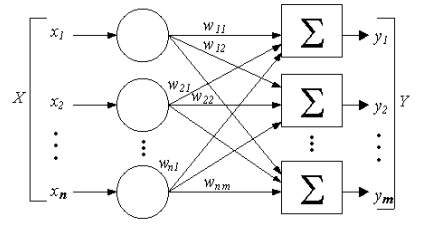 x1 w11 Σ y1
w12
X w21 Y
x2 w22 Σ y2
wn1
xn wnm Σ ym